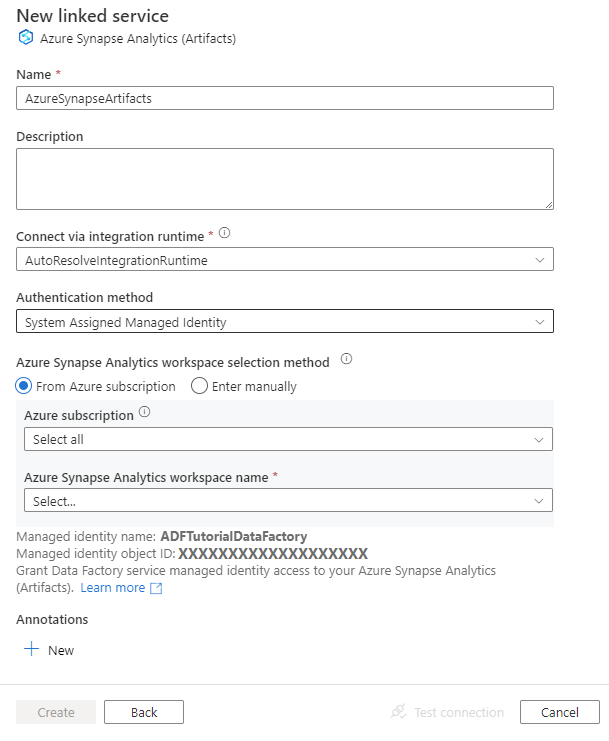 New linked service
Azure Synapse Analytics (Artifacts)
Name *
AzureSynapseArtifacts
Description
Connect via integration runtime *
AutoResolveIntegrationRuntime
Authentication method
System Assigned Managed Identity
Azure Synapse Analytics workspace selection method
From Azure subscription Enter manually
Azure subscription
Select all
Azure Synapse Analytics workspace name *
Select...
Managed identity name: ADFTutorialDataFactory
Managed identity object ID: XXXXXXXXXXXXXXXXXXX
Grant Data Factory service managed identity access to your Azure Synapse Analytics
(Artifacts). Learn more
Annotations
New
Create Back Test connection Cancel